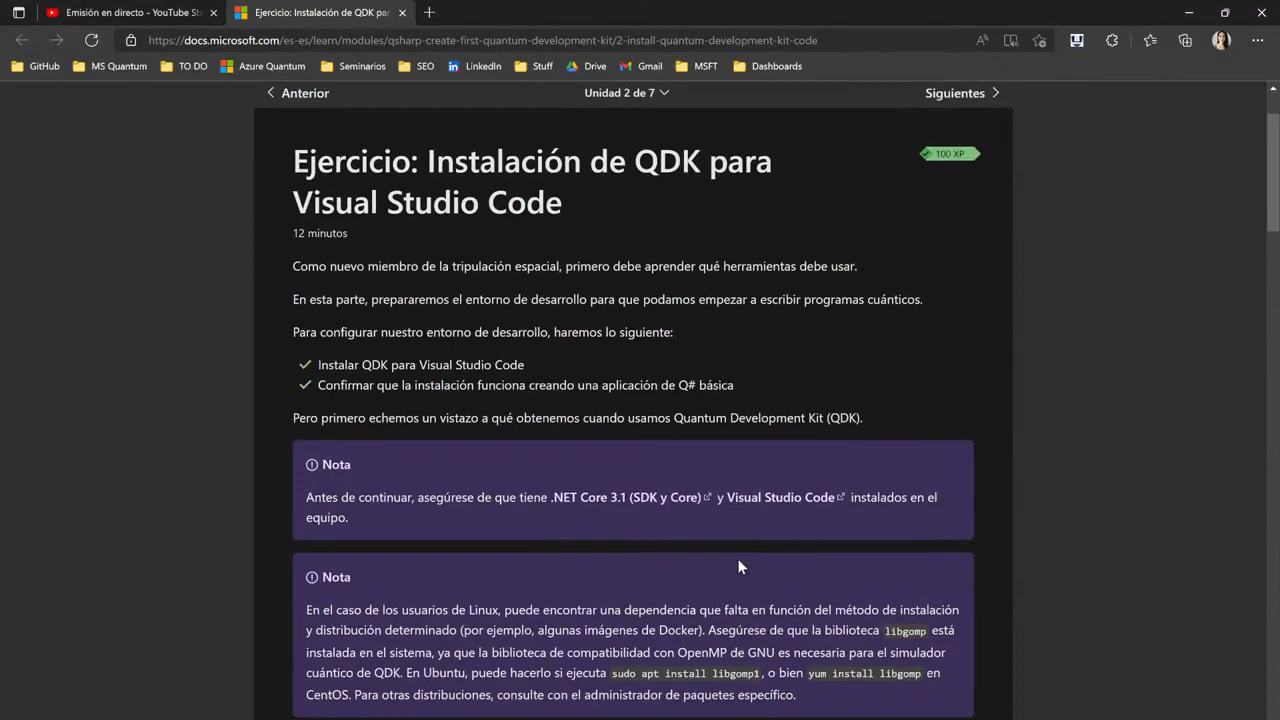 Emisión en directo - YouTube St
Ejercicio: Instalación de QDK par
https://docs.microsoft.com/es-es/learn/modules/qsharp-create-first-quantum-development-kit/2-install-quantum-development-kit-code
GitHub MS Quantum TO DO Azure Quantum Seminarios SEO LinkedIn Stuff Drive Gmail MSFT Dashboards
Anterior Unidad 2 de 7 Siguientes
Ejercicio: Instalación de QDK para
100 XP
Visual Studio Code
12 minutos
Como nuevo miembro de la tripulación espacial, primero debe aprender qué herramientas debe usar.
En esta parte, prepararemos el entorno de desarrollo para que podamos empezar a escribir programas cuánticos.
Para configurar nuestro entorno de desarrollo, haremos lo siguiente:
Instalar QDK para Visual Studio Code
Confirmar que la instalación funciona creando una aplicación de Q# básica
Pero primero echemos un vistazo a qué obtenemos cuando usamos Quantum Development Kit (QDK).
Nota
Antes de continuar, asegúrese de que tiene .NET Core 3.1 (SDK y Core) y Visual Studio Code instalados en el
equipo.
Nota
En el caso de los usuarios de Linux, puede encontrar una dependencia que falta en función del método de instalación
y distribución determinado (por ejemplo, algunas imágenes de Docker). Asegúrese de que la biblioteca libgomp está
instalada en el sistema, ya que la biblioteca de compatibilidad con OpenMP de GNU es necesaria para el simulador
cuántico de QDK. En Ubuntu, puede hacerlo si ejecuta sudo apt install libgomp1, o bien yum install libgomp en
CentOS. Para otras distribuciones, consulte con el administrador de paquetes específico.